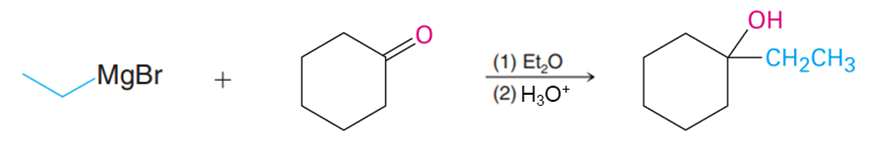 MgBr
+
O
(1) Et₂O
(2) H₃O⁺
OH
CH₂CH₃